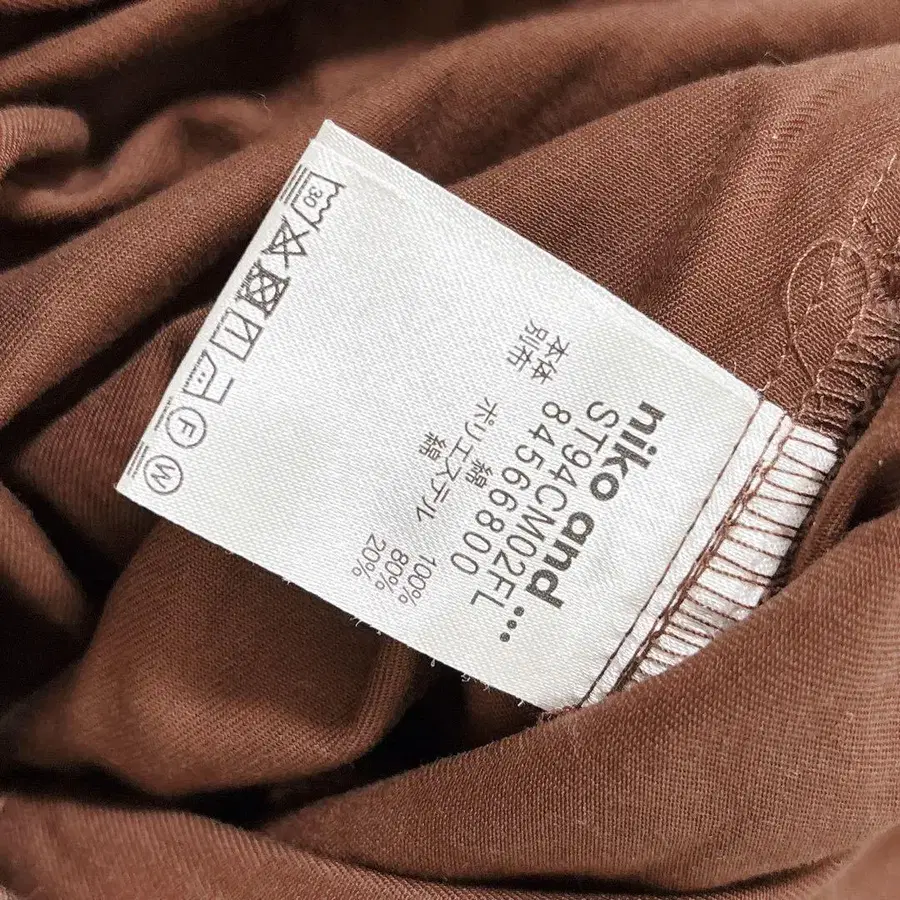 niko and ...
ST94CM02FL
84566800
本体 綿 100%
別布 ポリエステル 80%
綿 20%
30
F
W